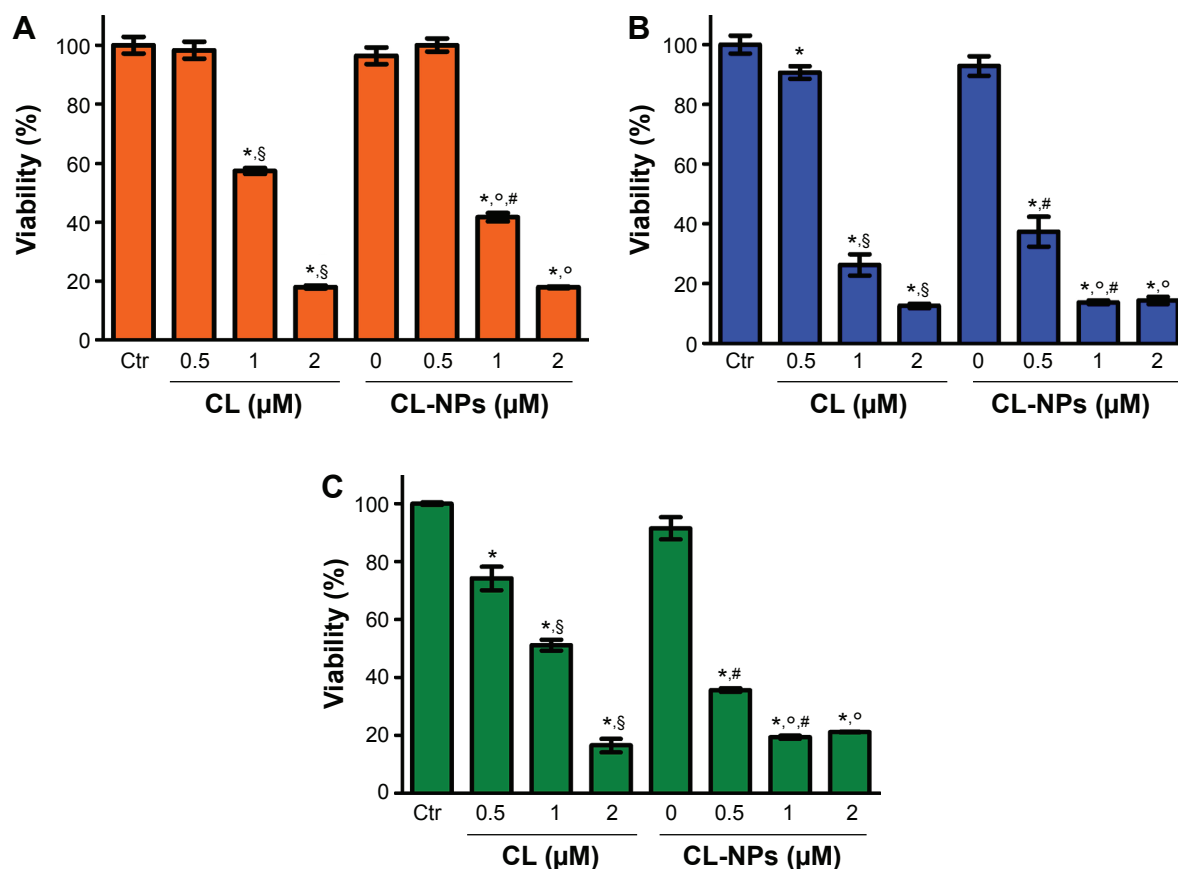 A
Viability (%)
100
80
60
40
20
0
*,§
*,§
*,°,#
*,°
Ctr 0.5 1 2 0 0.5 1 2
CL (µM) CL-NPs (µM)
B
Viability (%)
100
80
60
40
20
0
*
*,§
*,§
*,#
*,°,#
*,°
Ctr 0.5 1 2 0 0.5 1 2
CL (µM) CL-NPs (µM)
C
Viability (%)
100
80
60
40
20
0
*
*,§
*,§
*,#
*,°,#
*,°
Ctr 0.5 1 2 0 0.5 1 2
CL (µM) CL-NPs (µM)